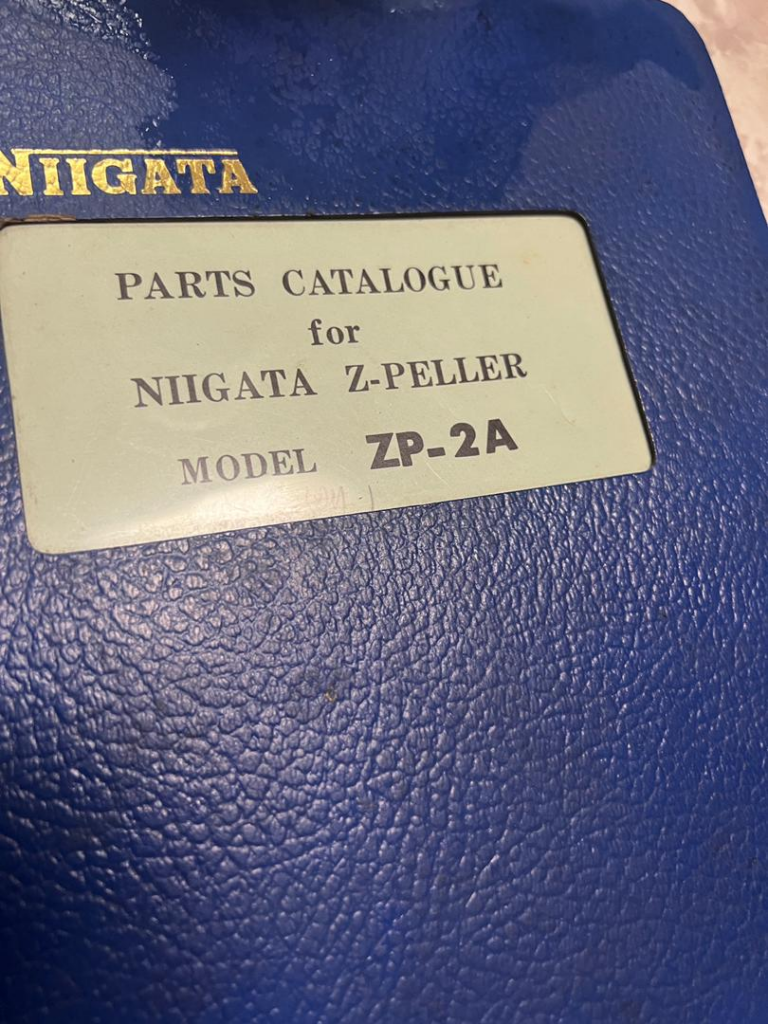 NIIGATA
PARTS CATALOGUE
for
NIIGATA Z-PELLER
MODEL ZP-2A